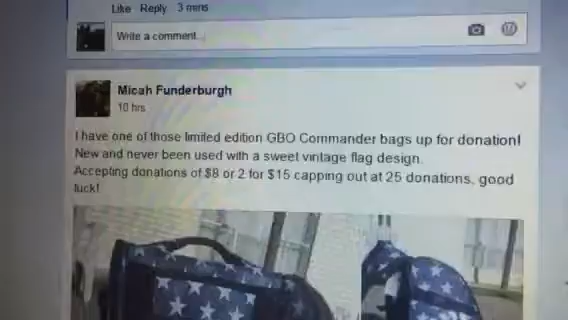 Like Reply 3 mins
Write a comment...
Micah Funderburgh
10 hrs
I have one of those limited edition GBO Commander bags up for donation!
New and never been used with a sweet vintage flag design.
Accepting donations of $8 or 2 for $15 capping out at 25 donations, good
luck!